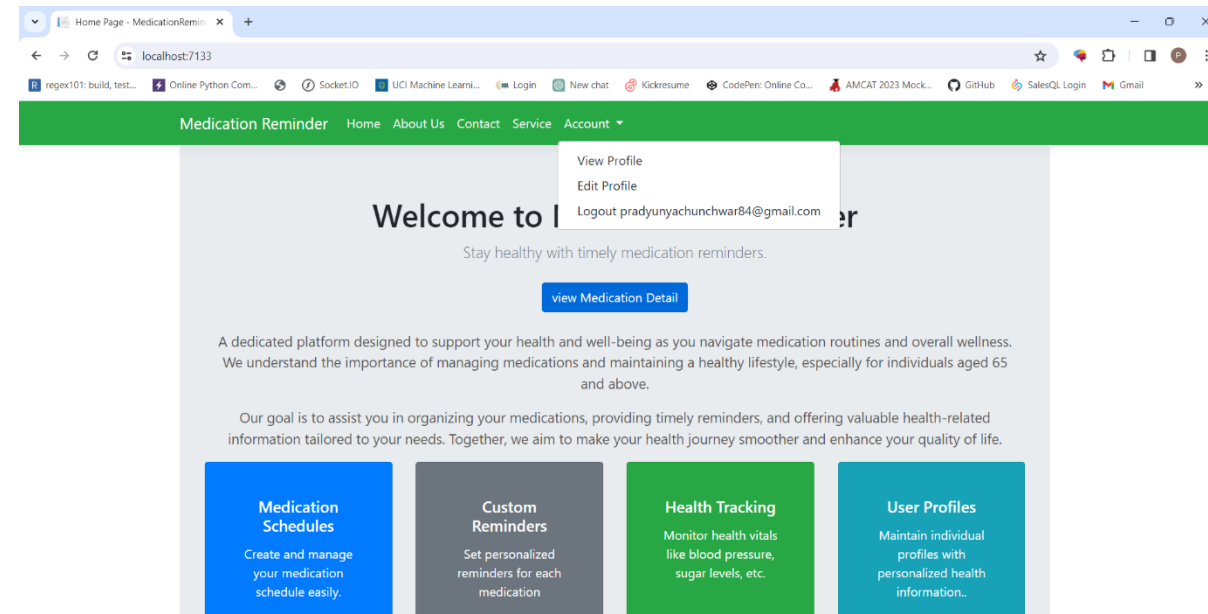 Home Page - MedicationRemin
localhost:7133
P
regex101: build, test... Online Python Com... Socket.IO UCI Machine Learni... Login New chat Kickresume CodePen: Online Co... AMCAT 2023 Mock... GitHub SalesQL Login Gmail »
Medication Reminder Home About Us Contact Service Account
View Profile
Edit Profile
Logout pradyunyachunchwar84@gmail.com
Welcome to er
Stay healthy with timely medication reminders.
view Medication Detail
A dedicated platform designed to support your health and well-being as you navigate medication routines and overall wellness.
We understand the importance of managing medications and maintaining a healthy lifestyle, especially for individuals aged 65
and above.
Our goal is to assist you in organizing your medications, providing timely reminders, and offering valuable health-related
information tailored to your needs. Together, we aim to make your health journey smoother and enhance your quality of life.
Medication
Schedules
Create and manage
your medication
schedule easily.
Custom
Reminders
Set personalized
reminders for each
medication
Health Tracking
Monitor health vitals
like blood pressure,
sugar levels, etc.
User Profiles
Maintain individual
profiles with
personalized health
information..